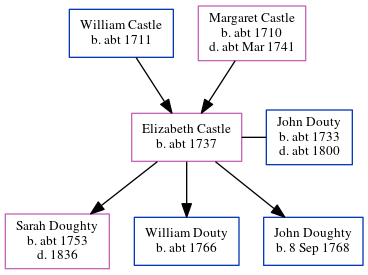 William Castle
b. abt 1711
Margaret Castle
b. abt 1710
d. abt Mar 1741
Elizabeth Castle
b. abt 1737
John Douty
b. abt 1733
d. abt 1800
Sarah Doughty
b. abt 1753
d. 1836
William Douty
b. abt 1766
John Doughty
b. 8 Sep 1768